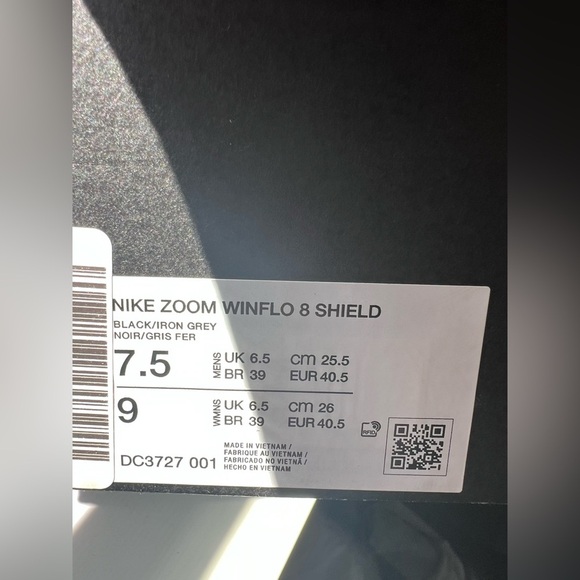 NIKE ZOOM WINFLO 8 SHIELD
BLACK/IRON GREY
NOIR/GRIS FER
7.5 MENS UK 6.5 cm 25.5
BR 39 EUR 40.5
9 WMNS UK 6.5 cm 26
BR 39 EUR 40.5
RFID
MADE IN VIETNAM /
FABRIQUE AU VIETNAM /
FABRICADO NO VIETNÃ /
HECHO EN VIETNAM
DC3727 001